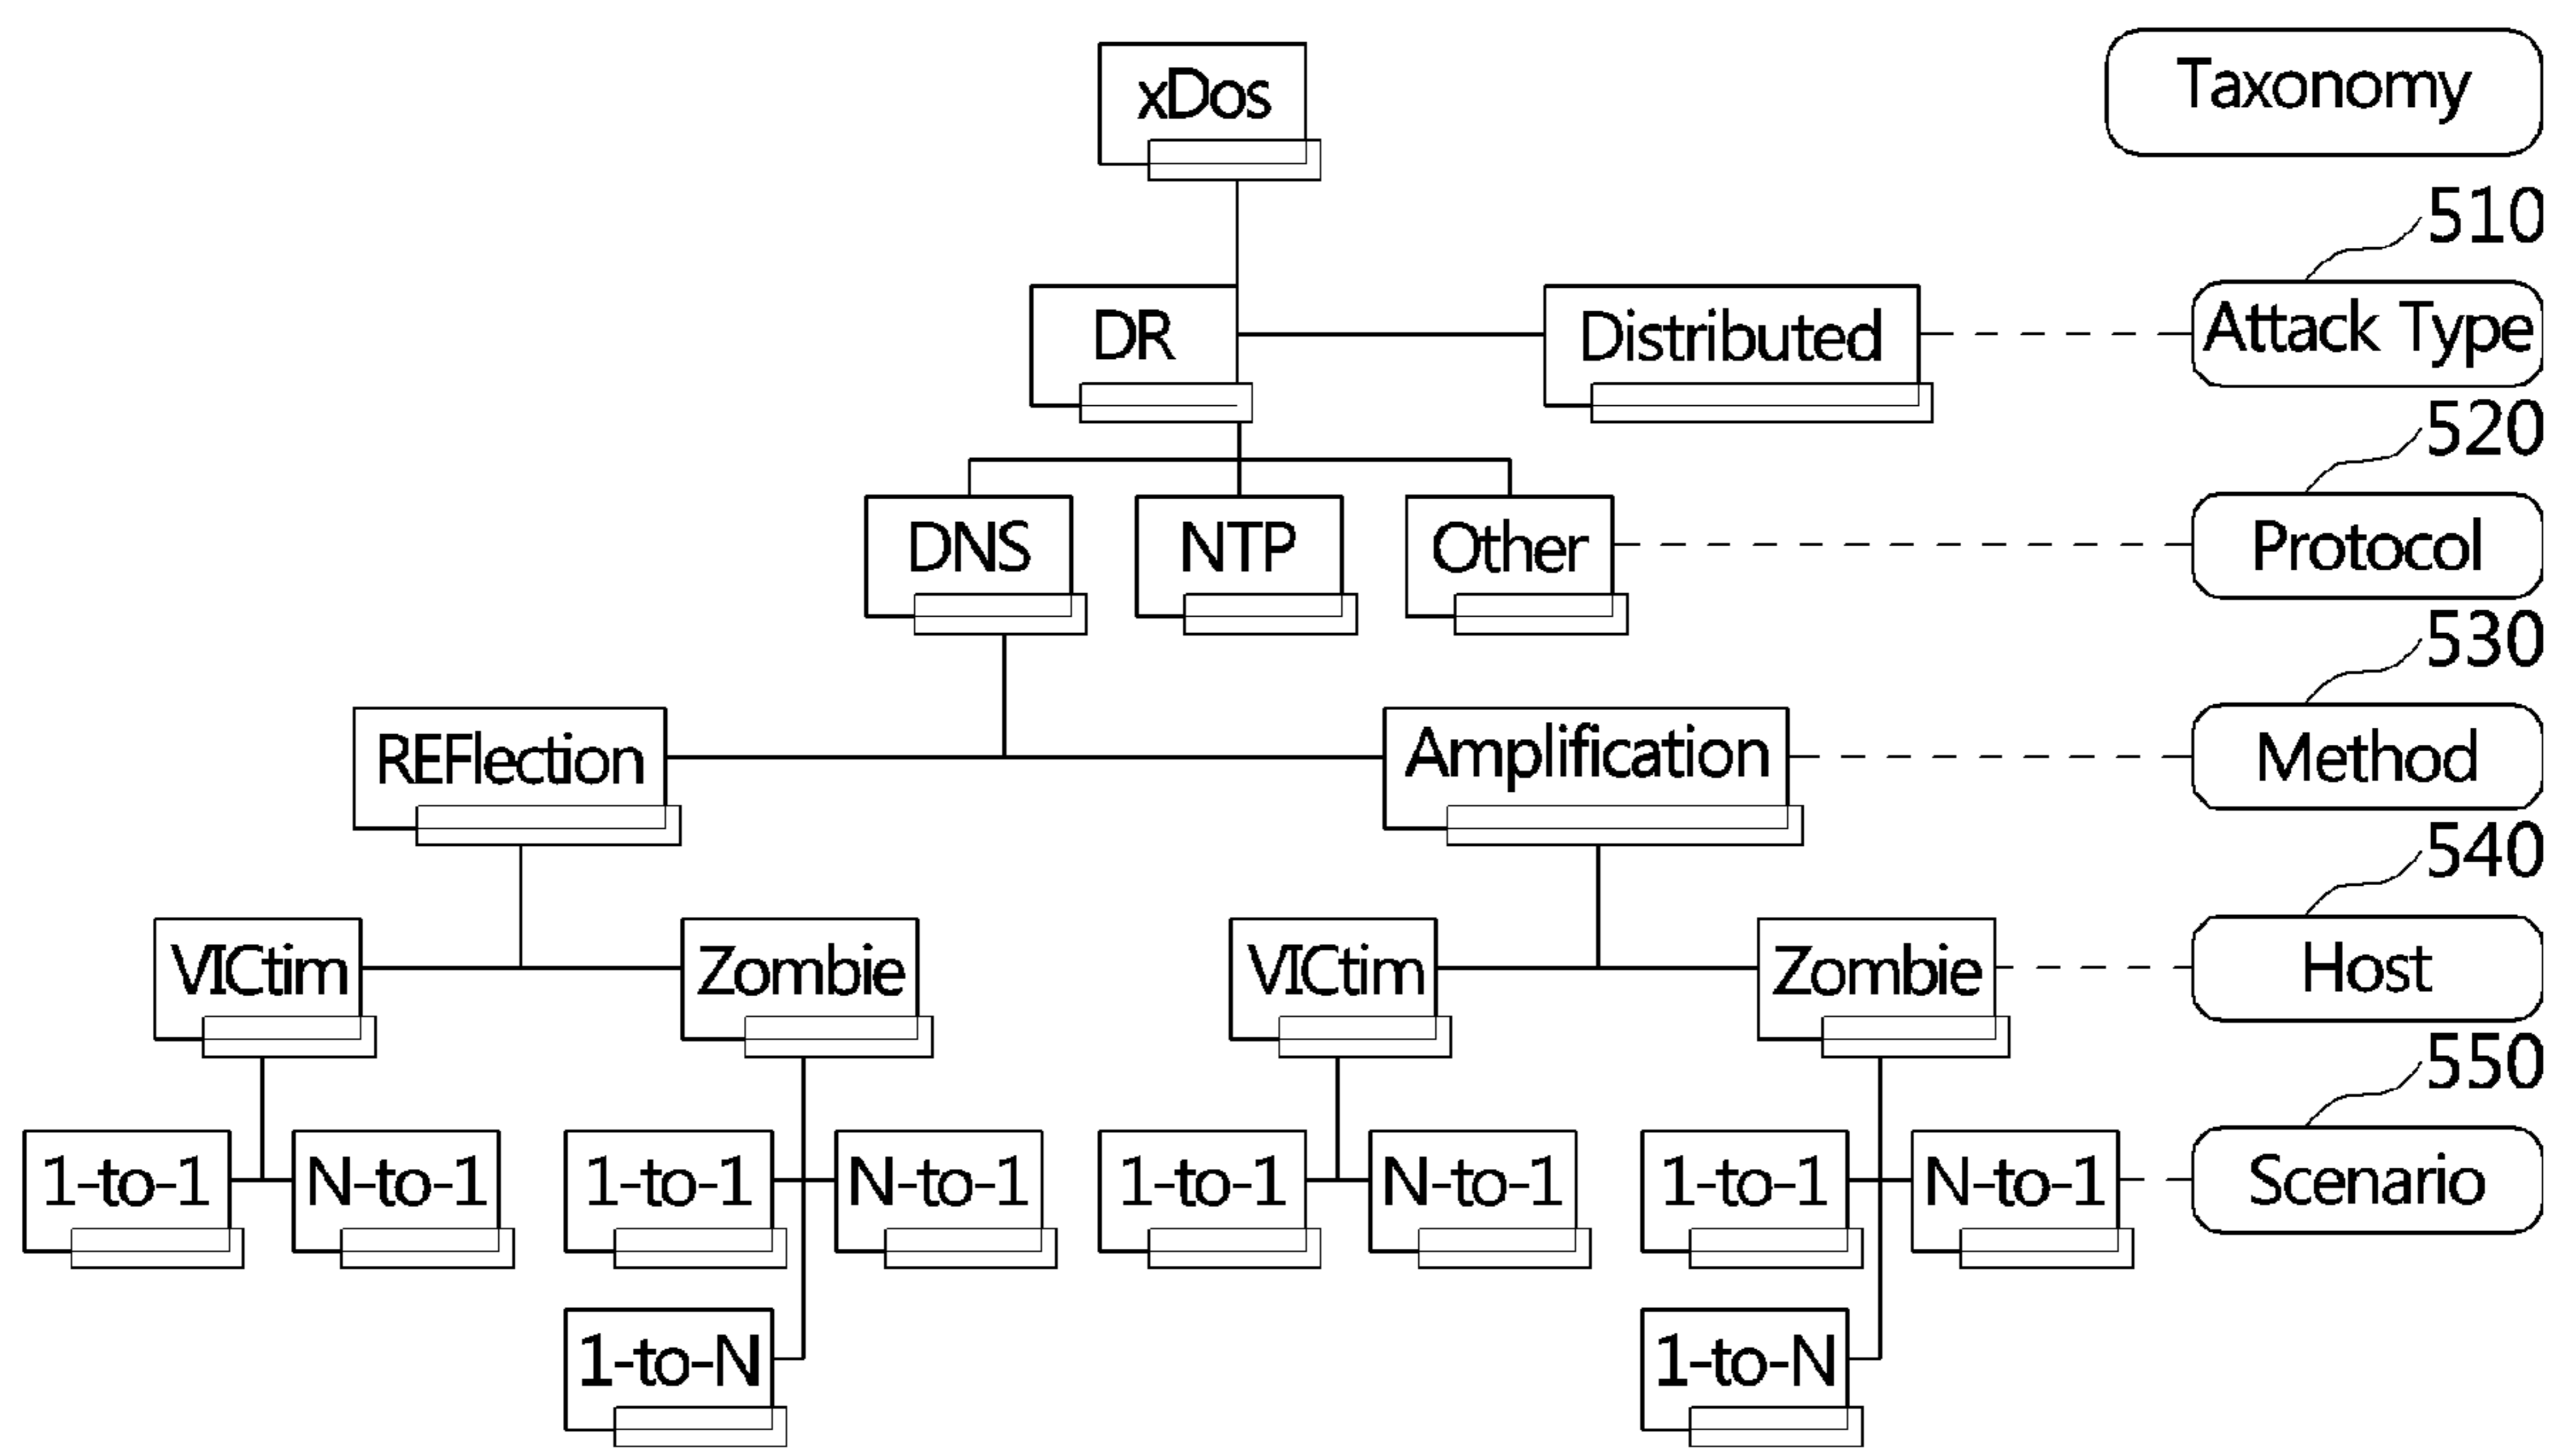 xDos
Taxonomy
510
DR
Distributed
Attack Type
520
DNS
NTP
Other
Protocol
530
REFlection
Amplification
Method
540
VICtim
Zombie
VICtim
Zombie
Host
550
1-to-1
N-to-1
1-to-1
N-to-1
1-to-1
N-to-1
1-to-1
N-to-1
Scenario
1-to-N
1-to-N